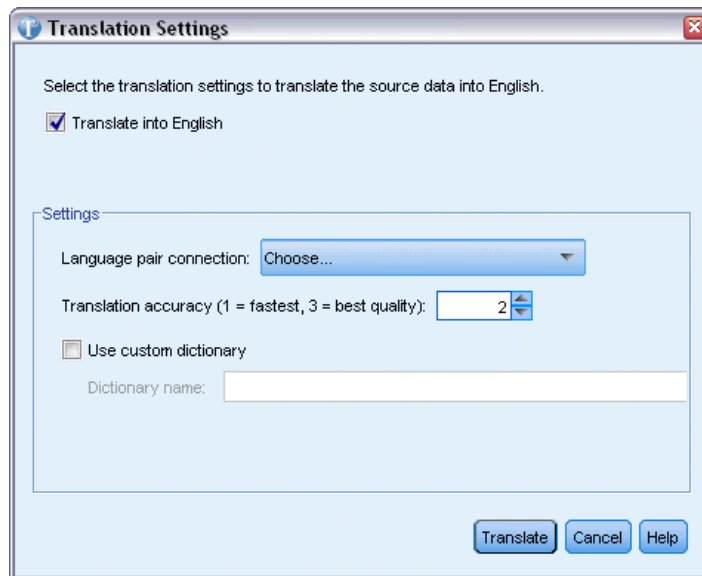 Translation Settings
Select the translation settings to translate the source data into English.
Translate into English
Settings
Language pair connection: Choose...
Translation accuracy (1 = fastest, 3 = best quality): 2
Use custom dictionary
Dictionary name:
Translate Cancel Help